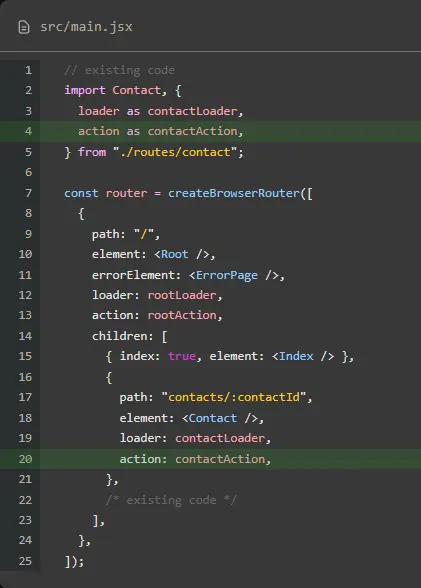 src/main.jsx
1 // existing code
2 import Contact, {
3   loader as contactLoader,
4   action as contactAction,
5 } from "./routes/contact";
6
7 const router = createBrowserRouter([
8   {
9     path: "/",
10     element: <Root />,
11     errorElement: <ErrorPage />,
12     loader: rootLoader,
13     action: rootAction,
14     children: [
15       { index: true, element: <Index /> },
16       {
17         path: "contacts/:contactId",
18         element: <Contact />,
19         loader: contactLoader,
20         action: contactAction,
21       },
22       /* existing code */
23     ],
24   },
25 ]);